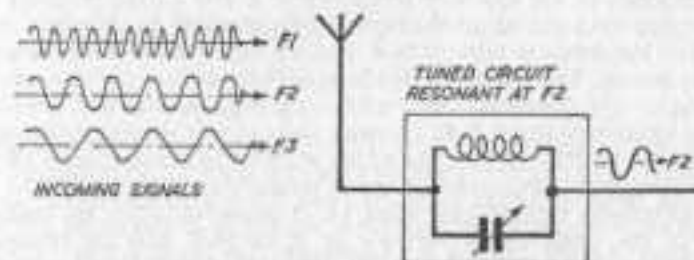 F1
F2
F3
INCOMING SIGNALS
TUNED CIRCUIT
RESONANT AT F2
F2